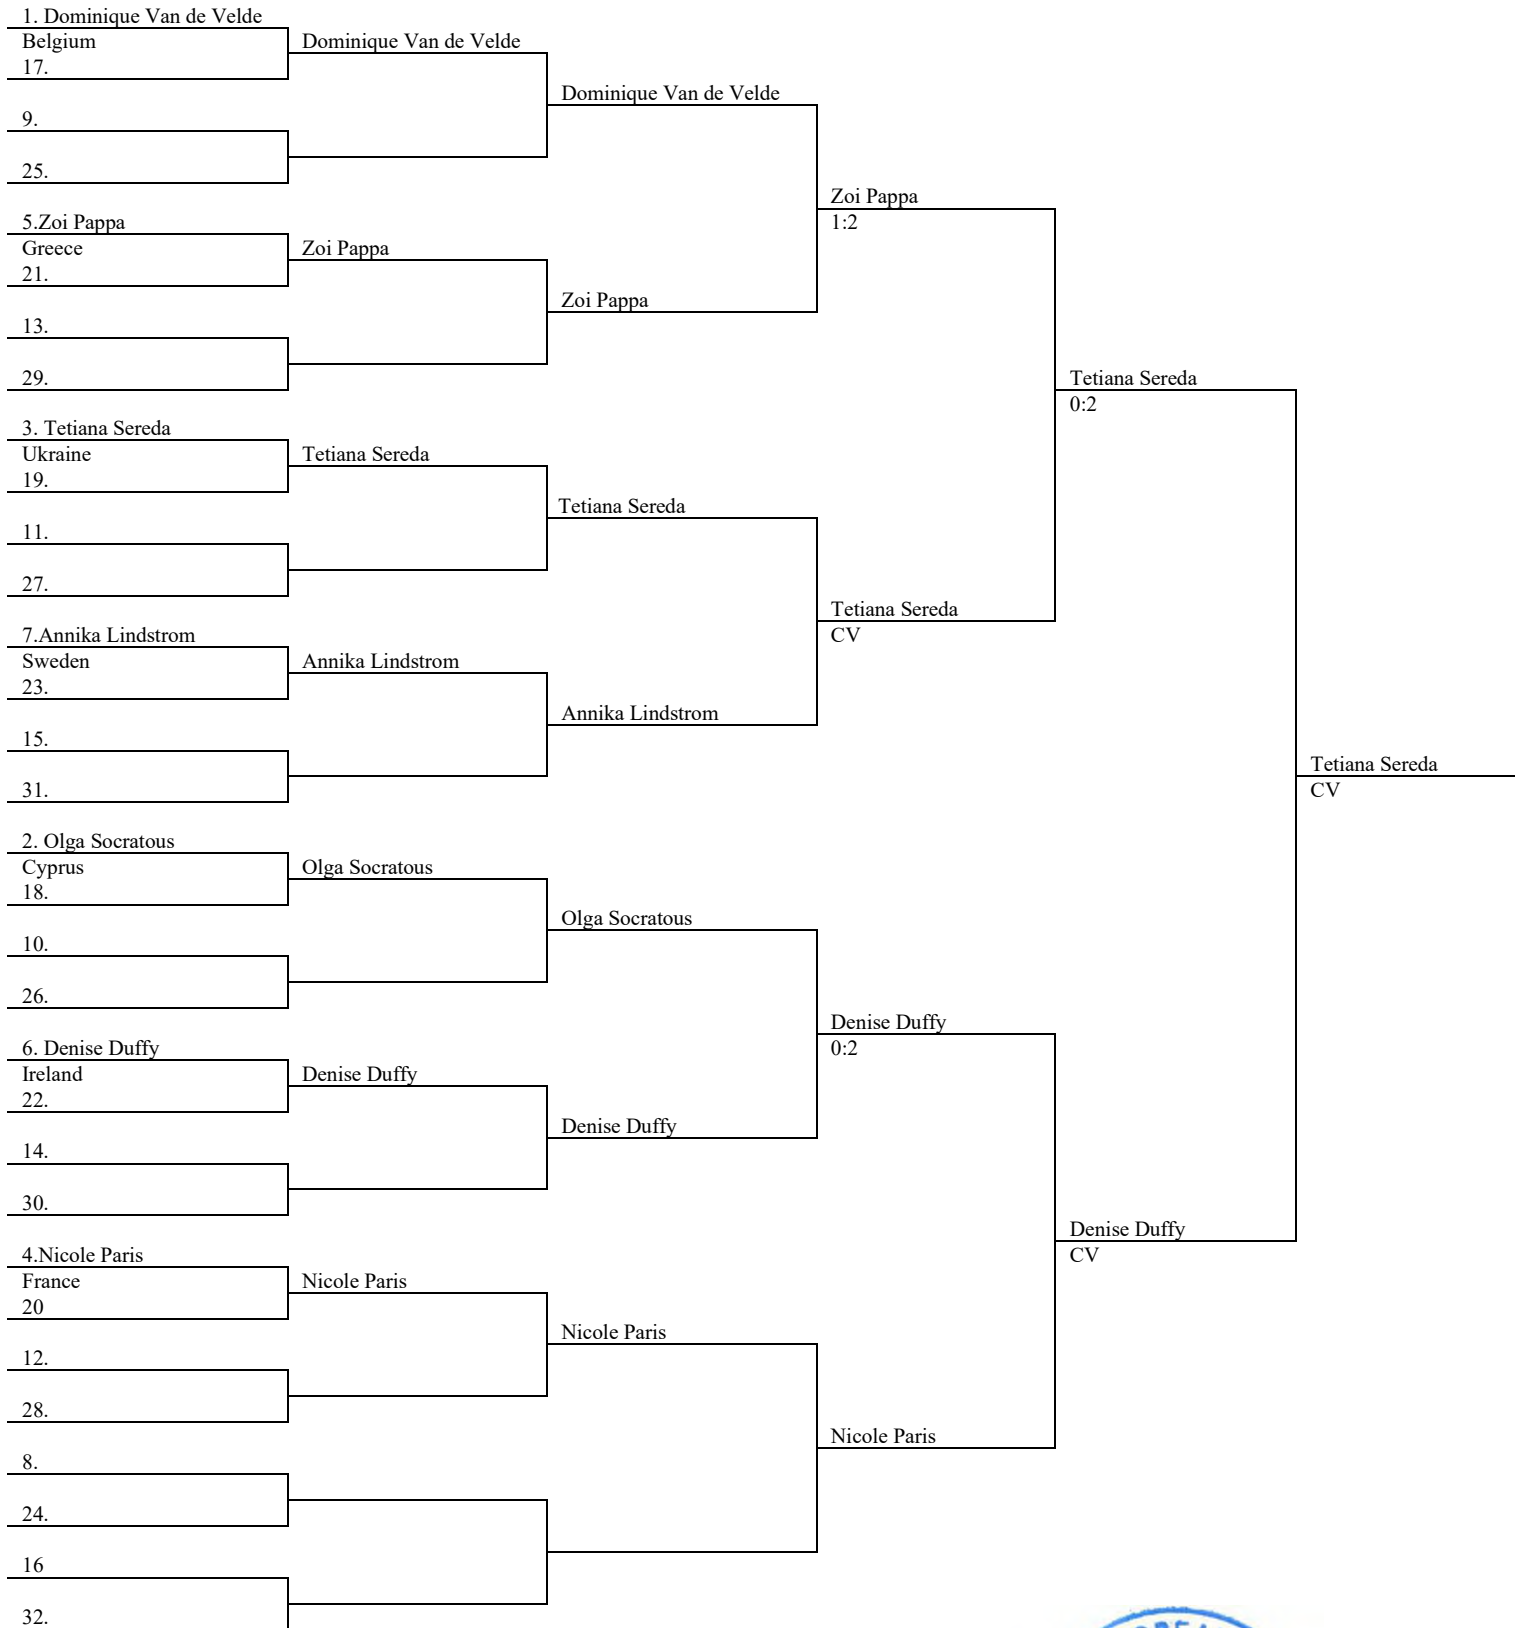 1. Dominique Van de Velde
Belgium
17.
9.
25.
5.Zoi Pappa
Greece
21.
13.
29.
3. Tetiana Sereda
Ukraine
19.
11.
27.
7.Annika Lindstrom
Sweden
23.
15.
31.
2. Olga Socratous
Cyprus
18.
10.
26.
6. Denise Duffy
Ireland
22.
14.
30.
4.Nicole Paris
France
20
12.
28.
8.
24.
16
32.
Dominique Van de Velde
Zoi Pappa
Tetiana Sereda
Annika Lindstrom
Olga Socratous
Denise Duffy
Nicole Paris
Dominique Van de Velde
Zoi Pappa
Tetiana Sereda
Annika Lindstrom
Olga Socratous
Denise Duffy
Nicole Paris
Zoi Pappa
1:2
Tetiana Sereda
CV
Denise Duffy
0:2
Nicole Paris
Tetiana Sereda
0:2
Denise Duffy
CV
Tetiana Sereda
CV